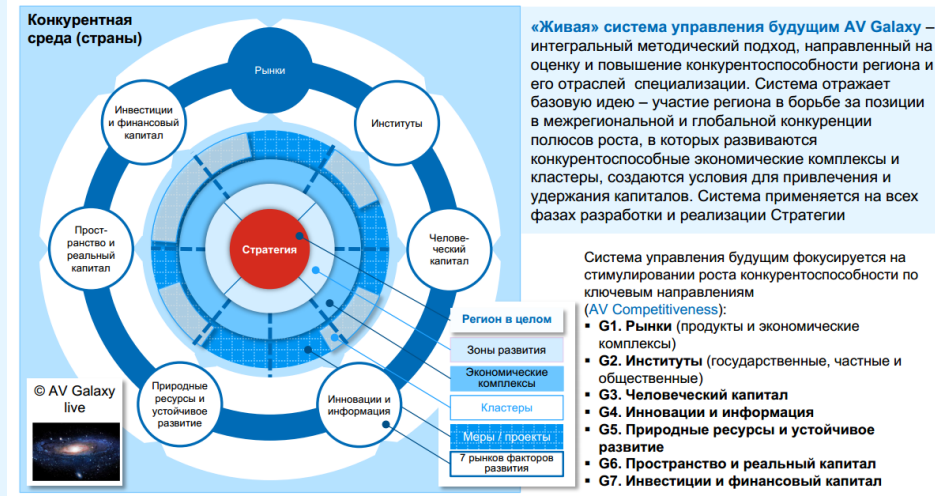 Конкурентная
среда (страны)
Рынки
Инвестиции
и финансовый
капитал
Институты
Прост-
ранство и
реальный
капитал
Стратегия
Челове-
ческий
капитал
Природные
ресурсы и
устойчивое
развитие
Инновации и
информация
© AV Galaxy
live
Регион в целом
Зоны развития
Экономические
комплексы
Кластеры
Меры / проекты
7 рынков факторов
развития
«Живая» система управления будущим AV Galaxy –
интегральный методический подход, направленный на
оценку и повышение конкурентоспособности региона и
его отраслей специализации. Система отражает
базовую идею – участие региона в борьбе за позиции
в межрегиональной и глобальной конкуренции
полюсов роста, в которых развиваются
конкурентоспособные экономические комплексы и
кластеры, создаются условия для привлечения и
удержания капиталов. Система применяется на всех
фазах разработки и реализации Стратегии
Система управления будущим фокусируется на
стимулировании роста конкурентоспособности по
ключевым направлениям
(AV Competitiveness):
▪ G1. Рынки (продукты и экономические
комплексы)
▪ G2. Институты (государственные, частные и
общественные)
▪ G3. Человеческий капитал
▪ G4. Инновации и информация
▪ G5. Природные ресурсы и устойчивое
развитие
▪ G6. Пространство и реальный капитал
▪ G7. Инвестиции и финансовый капитал